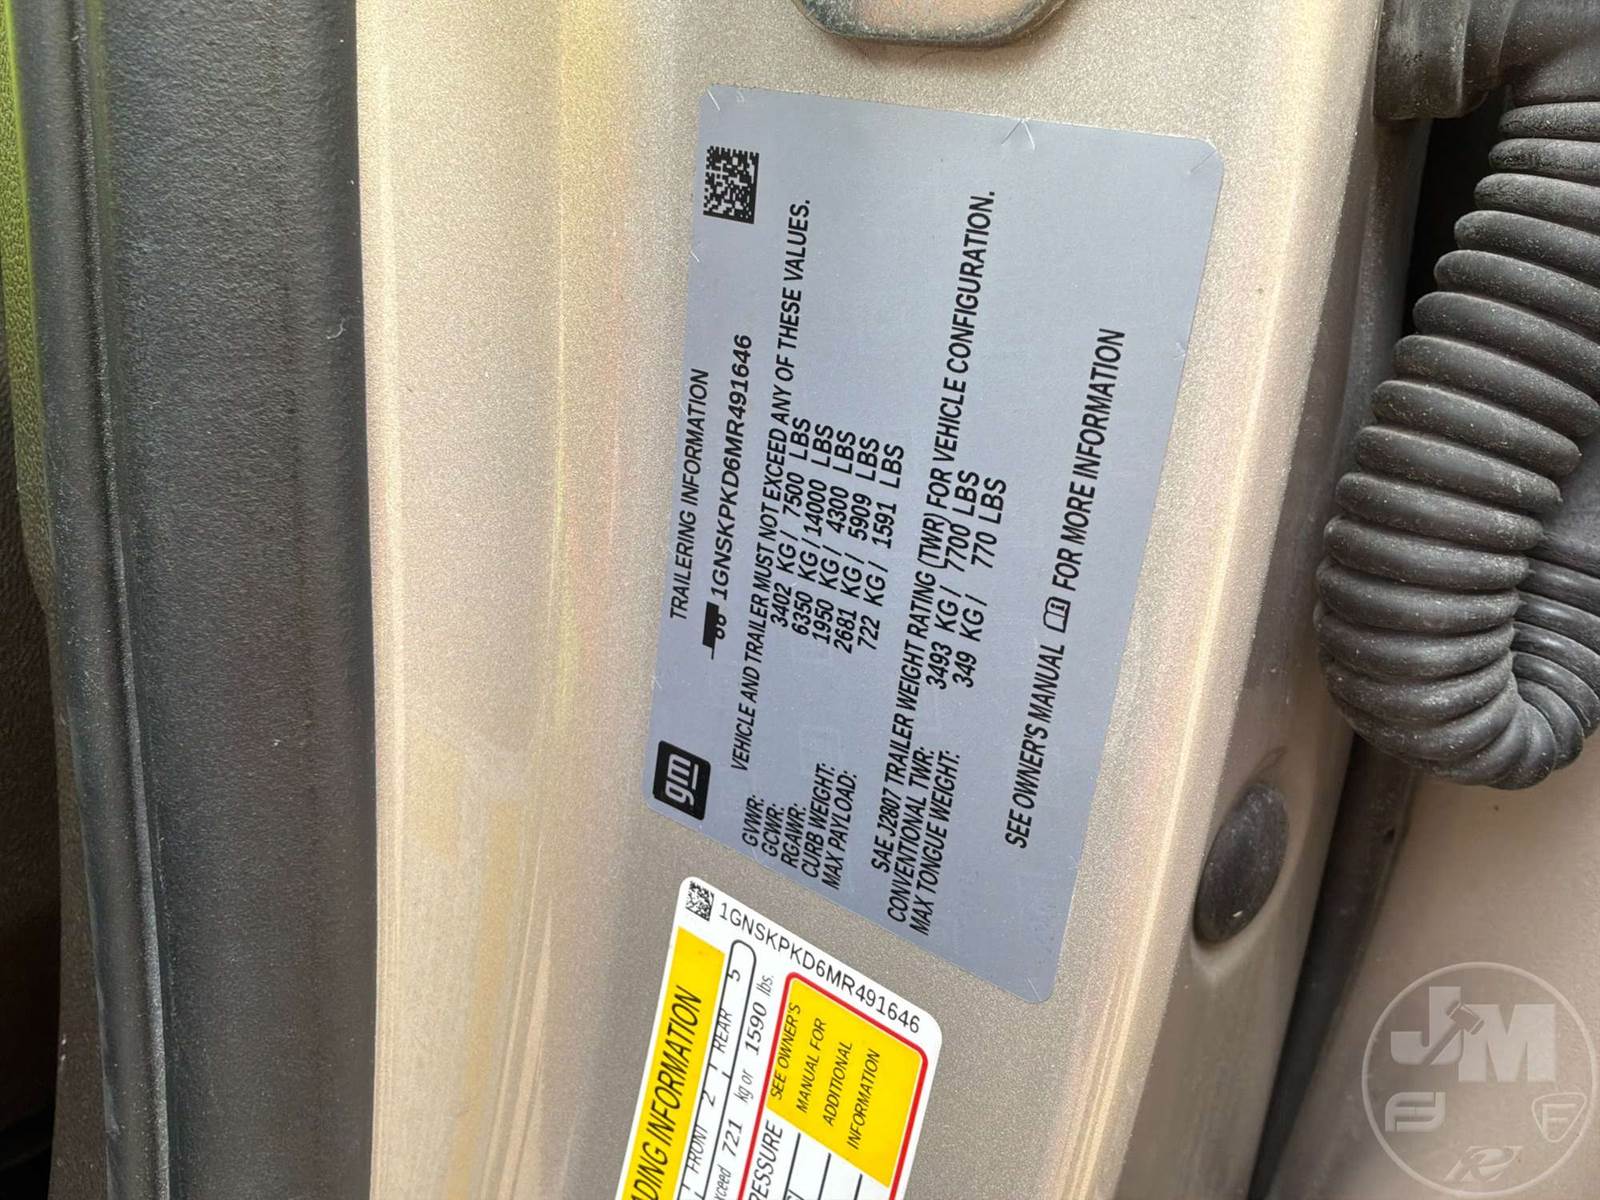 gm
TRAILERING INFORMATION
1GNSKPKD6MR491646
VEHICLE AND TRAILER MUST NOT EXCEED ANY OF THESE VALUES.
GVWR: 3402 KG / 7500 LBS
GCWR: 6350 KG / 14000 LBS
RGAWR: 1950 KG / 4300 LBS
CURB WEIGHT: 2681 KG / 5909 LBS
MAX PAYLOAD: 722 KG / 1591 LBS
SAE J2807 TRAILER WEIGHT RATING (TWR) FOR VEHICLE CONFIGURATION.
CONVENTIONAL TWR: 3493 KG / 7700 LBS
MAX TONGUE WEIGHT: 349 KG / 770 LBS
SEE OWNER'S MANUAL FOR MORE INFORMATION
1GNSKPKD6MR491646
ADING INFORMATION
FRONT 2 REAR 5
xceed 721 kg or 1590 lbs.
ESSURE
SEE OWNER'S
MANUAL FOR
ADDITIONAL
INFORMATION
JM
F